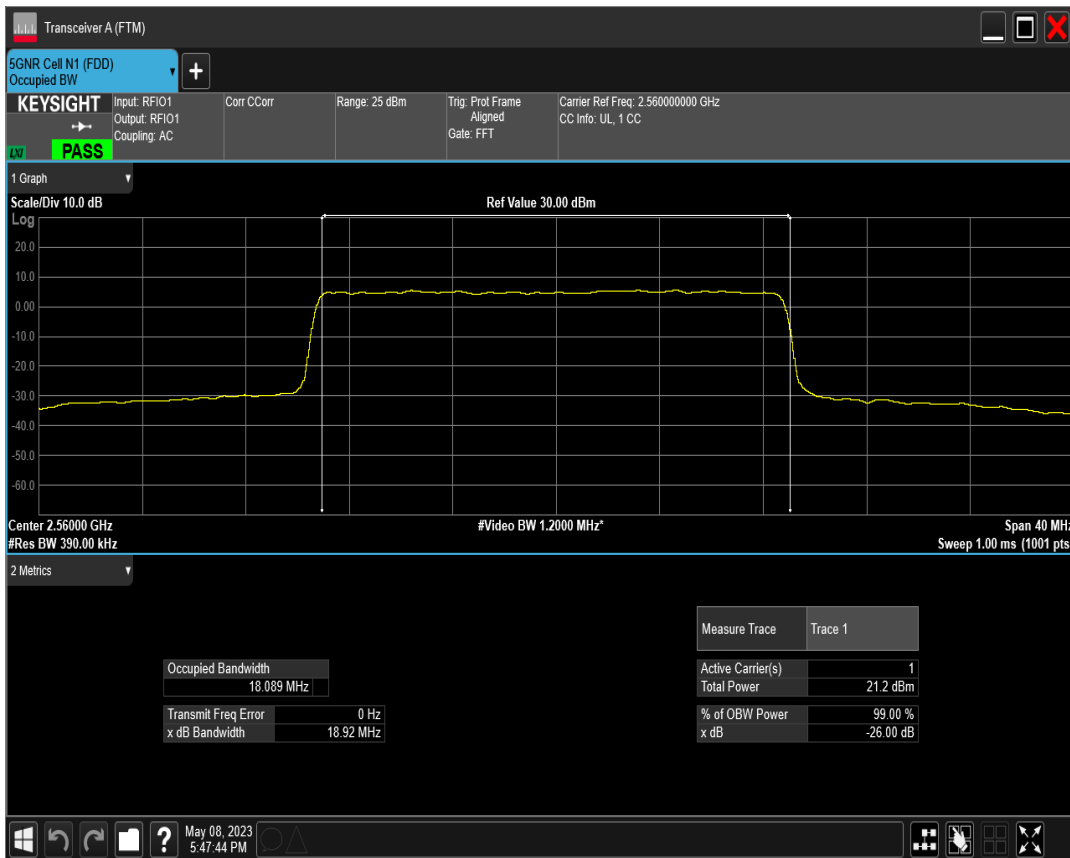 Transceiver A (FTM)
5GNR Cell N1 (FDD)
Occupied BW
+
KEYSIGHT
LXI
PASS
Input: RFIO1
Output: RFIO1
Coupling: AC
Corr CCorr
Range: 25 dBm
Trig: Prot Frame
Aligned
Gate: FFT
Carrier Ref Freq: 2.560000000 GHz
CC Info: UL, 1 CC
1 Graph
Scale/Div 10.0 dB
Ref Value 30.00 dBm
Log
20.0
10.0
0.00
-10.0
-20.0
-30.0
-40.0
-50.0
-60.0
Center 2.56000 GHz
#Video BW 1.2000 MHz*
Span 40 MHz
#Res BW 390.00 kHz
Sweep 1.00 ms (1001 pts
2 Metrics
Measure Trace
Trace 1
Occupied Bandwidth
18.089 MHz
Active Carrier(s)
1
Total Power
21.2 dBm
Transmit Freq Error
0 Hz
x dB Bandwidth
18.92 MHz
% of OBW Power
99.00 %
x dB
-26.00 dB
?
May 08, 2023
5:47:44 PM